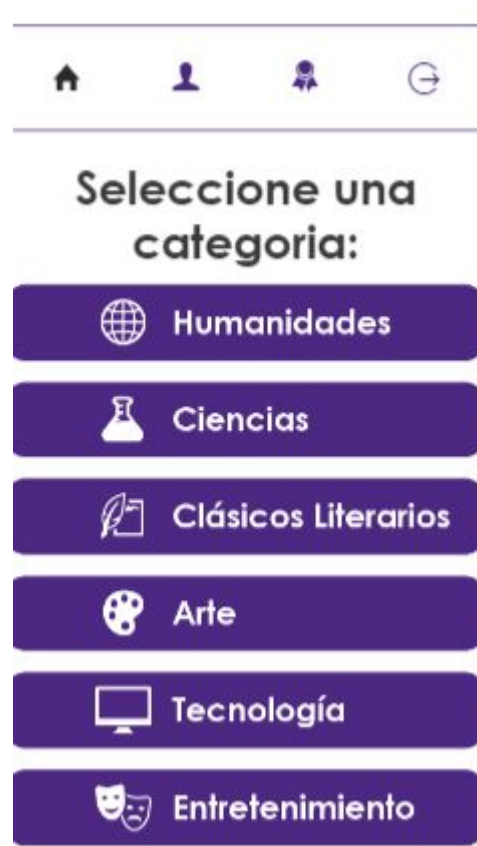 Seleccione una
categoria:
Humanidades
Ciencias
Clásicos Literarios
Arte
Tecnología
Entretenimiento